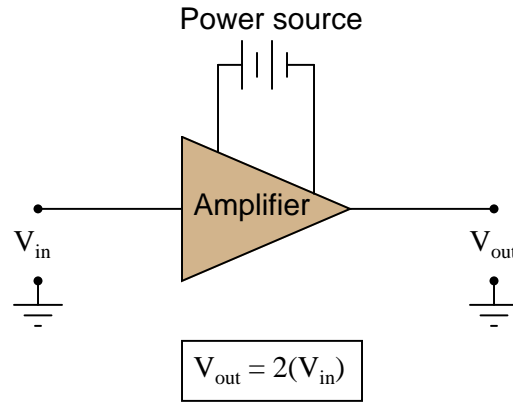 Power source
Amplifier
V_in
V_out
V_out = 2(V_in)